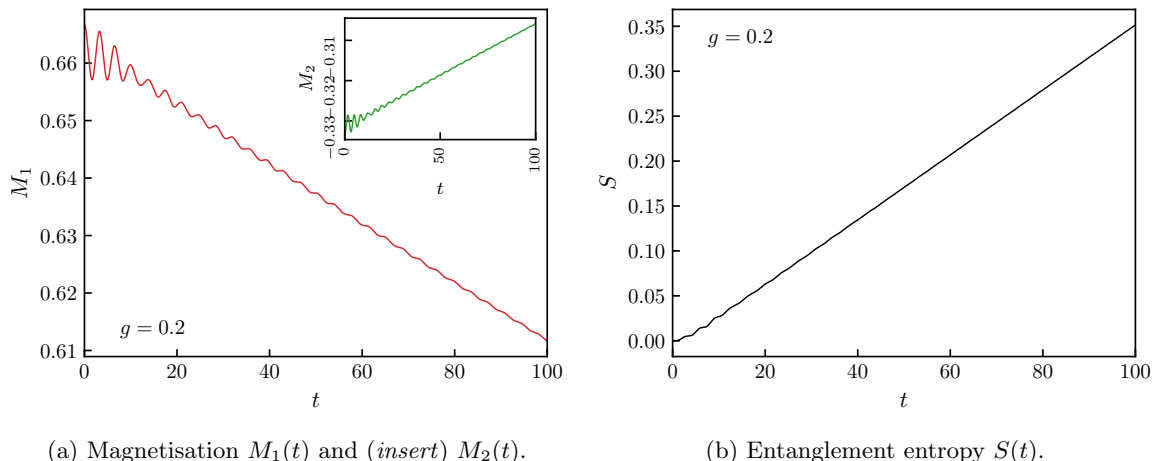 0.66
0.65
0.64
0.63
0.62
0.61
M₁
g = 0.2
0 20 40 60 80 100
t
−0.33 −0.32 −0.31
M₂
0 50 100
t
0.35
0.30
0.25
0.20
0.15
0.10
0.05
0.00
S
g = 0.2
0 20 40 60 80 100
t
(a) Magnetisation M₁(t) and (insert) M₂(t).
(b) Entanglement entropy S(t).